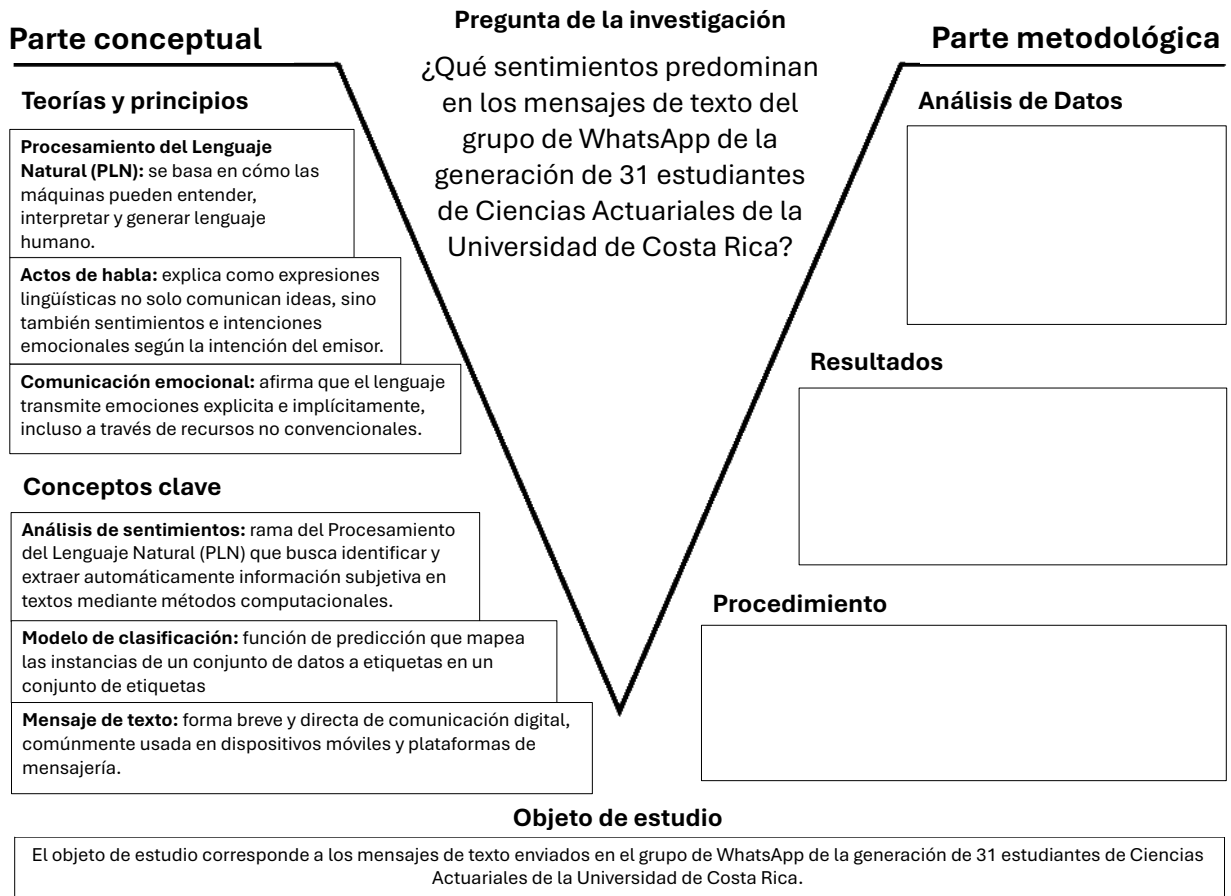 Parte conceptual
Pregunta de la investigación
Parte metodológica
¿Qué sentimientos predominan
en los mensajes de texto del
grupo de WhatsApp de la
generación de 31 estudiantes
de Ciencias Actuariales de la
Universidad de Costa Rica?
Teorías y principios
Procesamiento del Lenguaje
Natural (PLN): se basa en cómo las
máquinas pueden entender,
interpretar y generar lenguaje
humano.
Actos de habla: explica como expresiones
lingüísticas no solo comunican ideas, sino
también sentimientos e intenciones
emocionales según la intención del emisor.
Comunicación emocional: afirma que el lenguaje
transmite emociones explicita e implícitamente,
incluso a través de recursos no convencionales.
Conceptos clave
Análisis de sentimientos: rama del Procesamiento
del Lenguaje Natural (PLN) que busca identificar y
extraer automáticamente información subjetiva en
textos mediante métodos computacionales.
Modelo de clasificación: función de predicción que mapea
las instancias de un conjunto de datos a etiquetas en un
conjunto de etiquetas
Mensaje de texto: forma breve y directa de comunicación digital,
comúnmente usada en dispositivos móviles y plataformas de
mensajería.
Análisis de Datos
Resultados
Procedimiento
Objeto de estudio
El objeto de estudio corresponde a los mensajes de texto enviados en el grupo de WhatsApp de la generación de 31 estudiantes de Ciencias
Actuariales de la Universidad de Costa Rica.